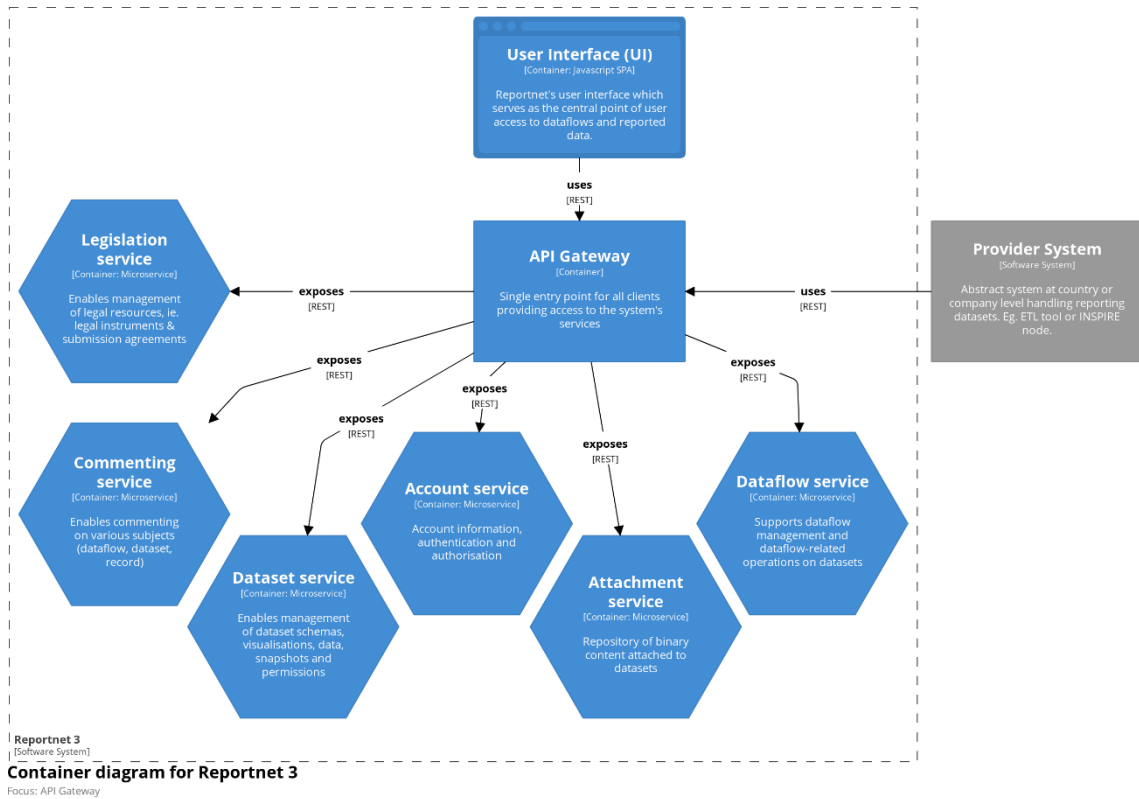 User Interface (UI)
[Container: Javascript SPA]
Reportnet's user interface which
serves as the central point of user
access to dataflows and reported
data.
uses
[REST]
Legislation
service
[Container: Microservice]
Enables management
of legal resources, ie.
legal instruments &
submission agreements
exposes
[REST]
API Gateway
[Container]
Single entry point for all clients
providing access to the system's
services
uses
[REST]
Provider System
[Software System]
Abstract system at country or
company level handling reporting
datasets. Eg. ETL tool or INSPIRE
node.
exposes
[REST]
exposes
[REST]
exposes
[REST]
exposes
[REST]
exposes
[REST]
Commenting
service
[Container: Microservice]
Enables commenting
on various subjects
(dataflow, dataset,
record)
Dataset service
[Container: Microservice]
Enables management
of dataset schemas,
visualisations, data,
snapshots and
permissions
Account service
[Container: Microservice]
Account information,
authentication and
authorisation
Attachment
service
[Container: Microservice]
Repository of binary
content attached to
datasets
Dataflow service
[Container: Microservice]
Supports dataflow
management and
dataflow-related
operations on datasets
Reportnet 3
[Software System]
Container diagram for Reportnet 3
Focus: API Gateway